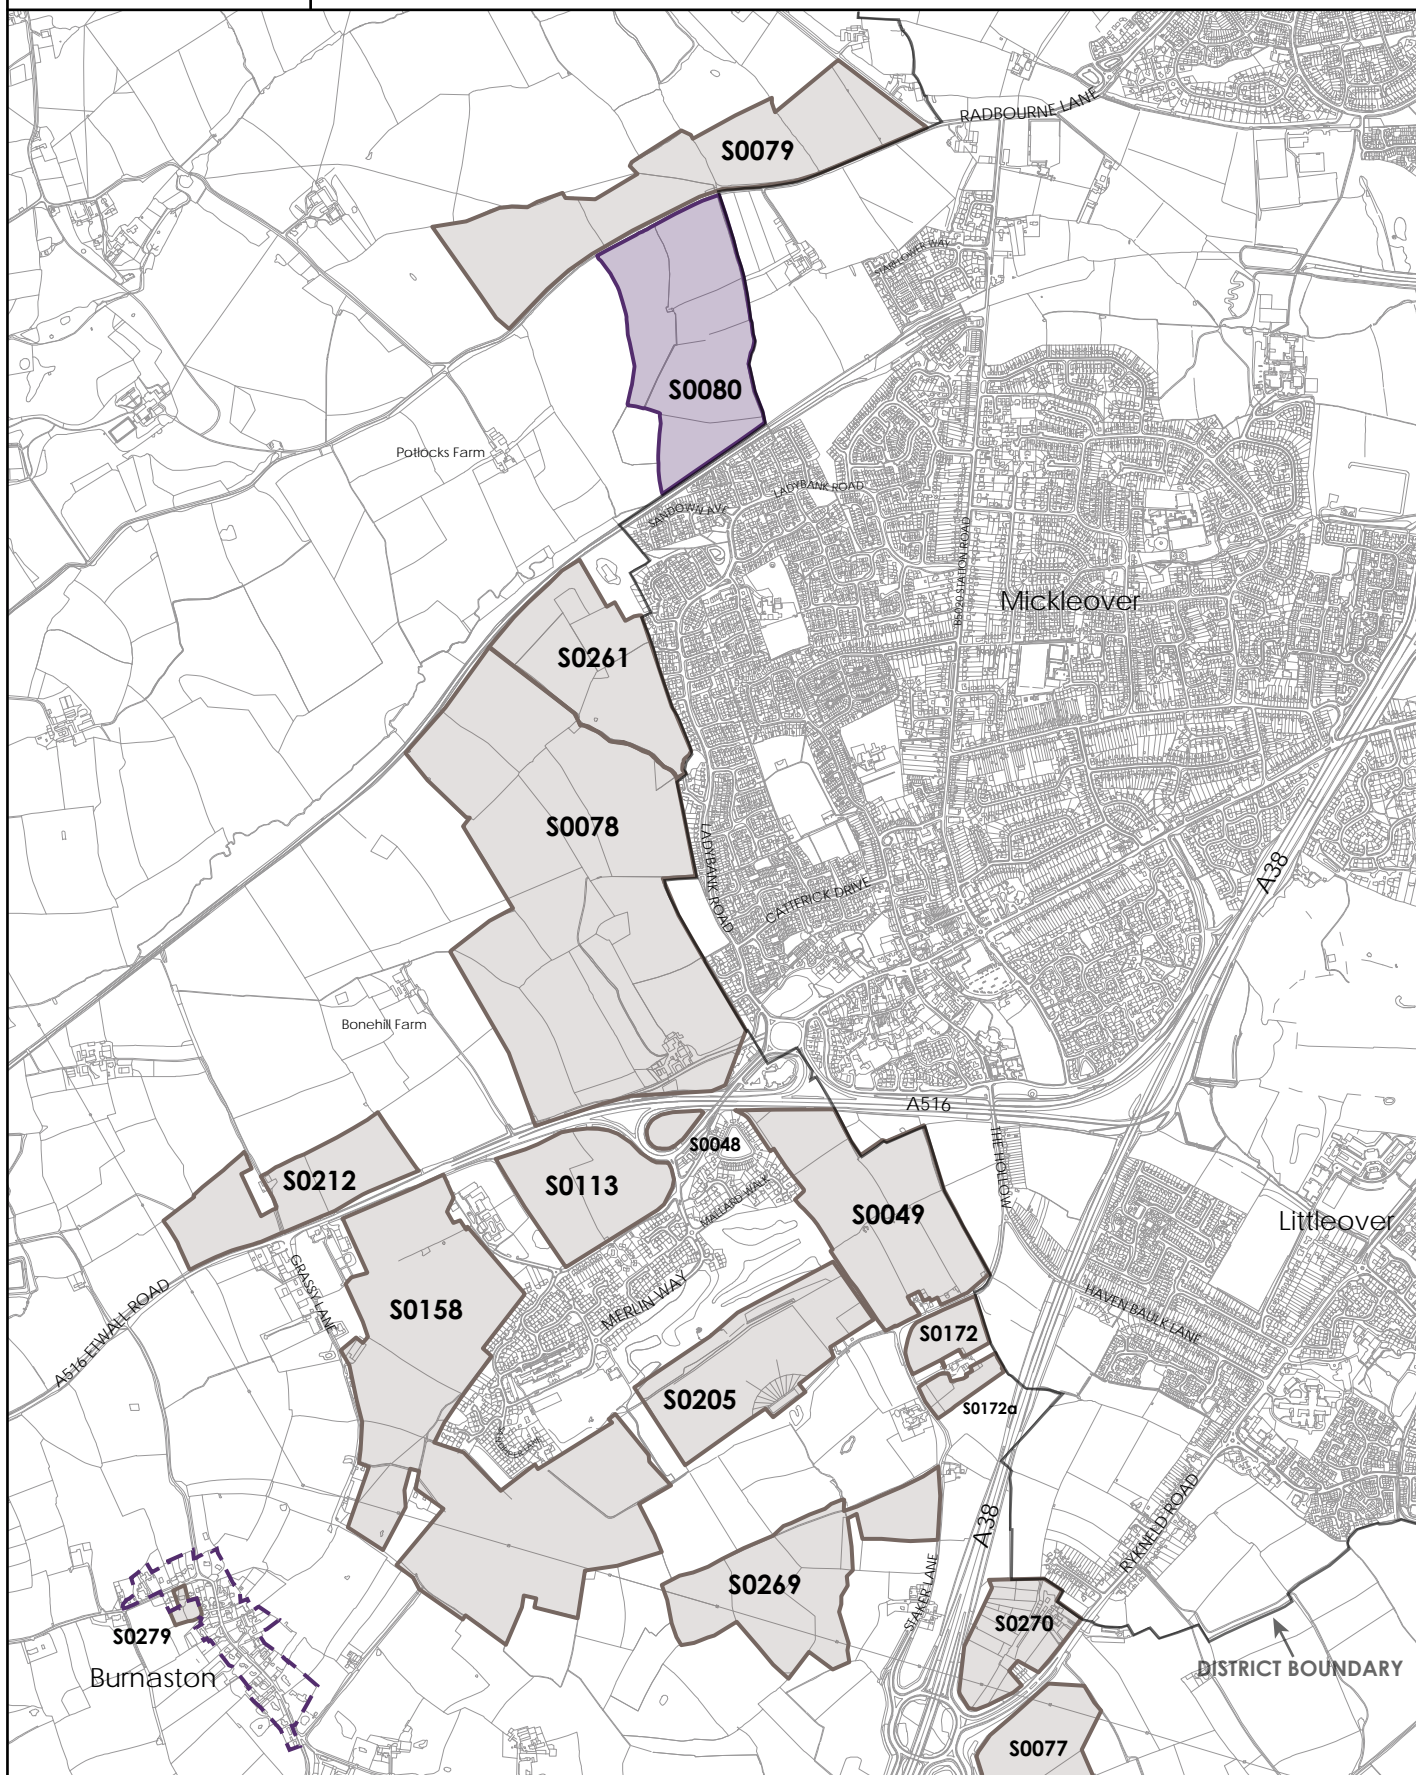 RADBOURNE LANE
S0079
STARFLOWER WAY
S0080
Potlocks Farm
LADYBANK ROAD
SANDOWN AVE
B5020 STATION ROAD
Mickleover
S0261
S0078
LADYBANK ROAD
CATTERICK DRIVE
A38
Bonehill Farm
A516
S0048
THE HOLLOW
S0212
S0113
MALLARD WALK
S0049
Littleover
GRASSY LANE
S0158
MERLIN WAY
HAVEN BAULK LANE
A516 ETWALL ROAD
S0172
S0205
S0172a
RYKNELD ROAD
A38
S0269
STAKER LANE
S0279
S0270
Burnaston
DISTRICT BOUNDARY
S0077